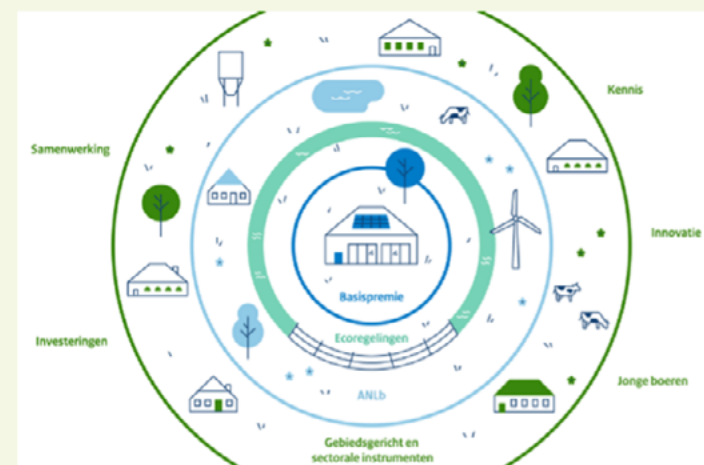 Kennis
Samenwerking
Innovatie
Basispremie
Ecoregelingen
Investeringen
Jonge boeren
ANLb
Gebiedsgericht en
sectorale instrumenten